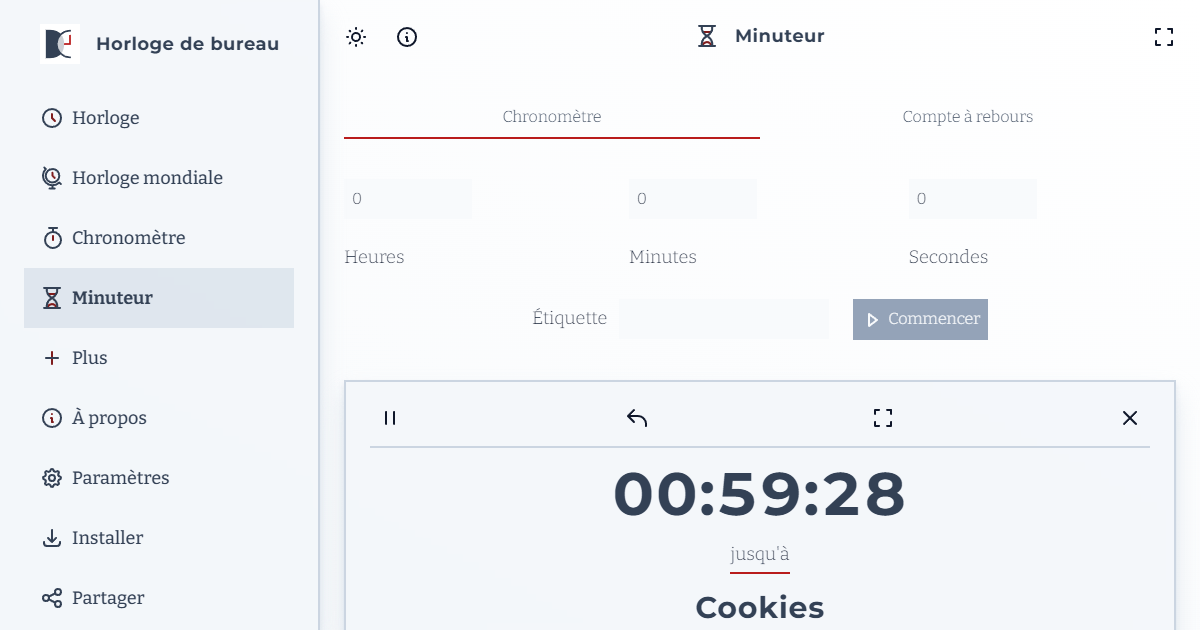 Horloge de bureau
Horloge
Horloge mondiale
Chronomètre
Minuteur
Plus
À propos
Paramètres
Installer
Partager
Minuteur
Chronomètre Compte à rebours
0 0 0
Heures Minutes Secondes
Étiquette Commencer
00:59:28
jusqu'à
Cookies